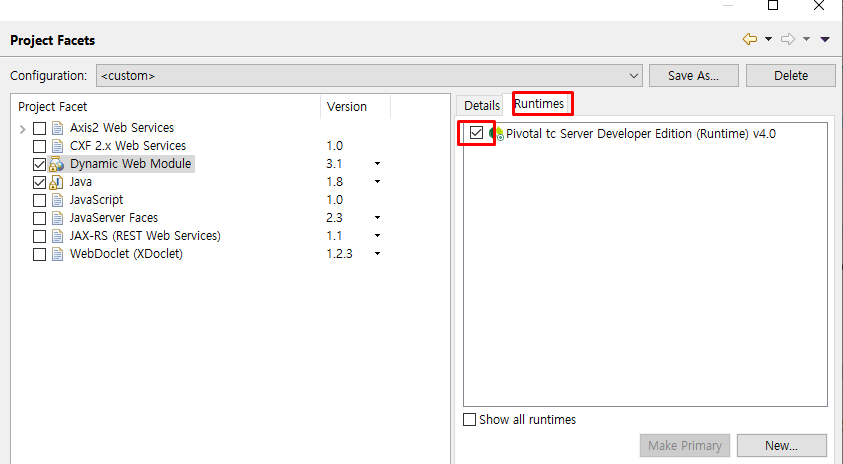 Project Facets
Configuration: <custom> Save As... Delete
Project Facet Version
Details Runtimes
Axis2 Web Services
CXF 2.x Web Services 1.0
Dynamic Web Module 3.1
Java 1.8
JavaScript 1.0
JavaServer Faces 2.3
JAX-RS (REST Web Services) 1.1
WebDoclet (XDoclet) 1.2.3
Pivotal tc Server Developer Edition (Runtime) v4.0
Show all runtimes
Make Primary New...